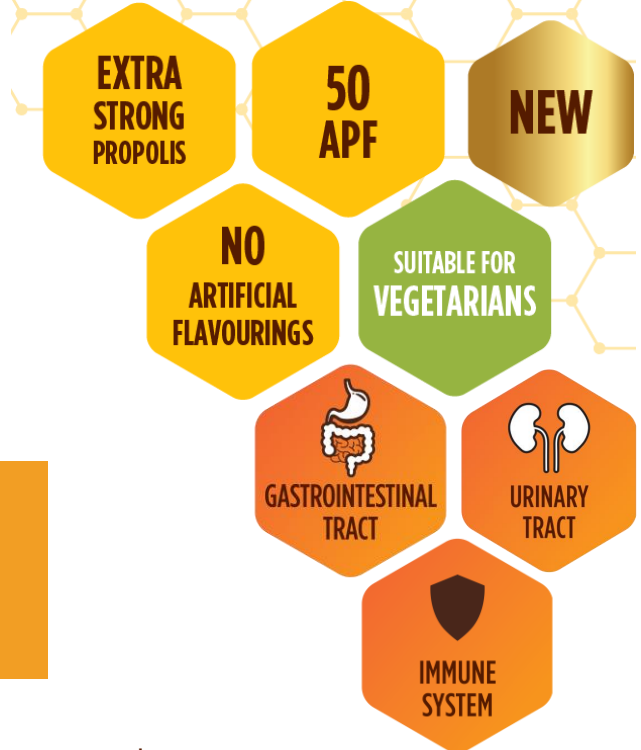 EXTRA
STRONG
PROPOLIS
50
APF
NEW
NO
ARTIFICIAL
FLAVOURINGS
SUITABLE FOR
VEGETARIANS
GASTROINTESTINAL
TRACT
URINARY
TRACT
IMMUNE
SYSTEM